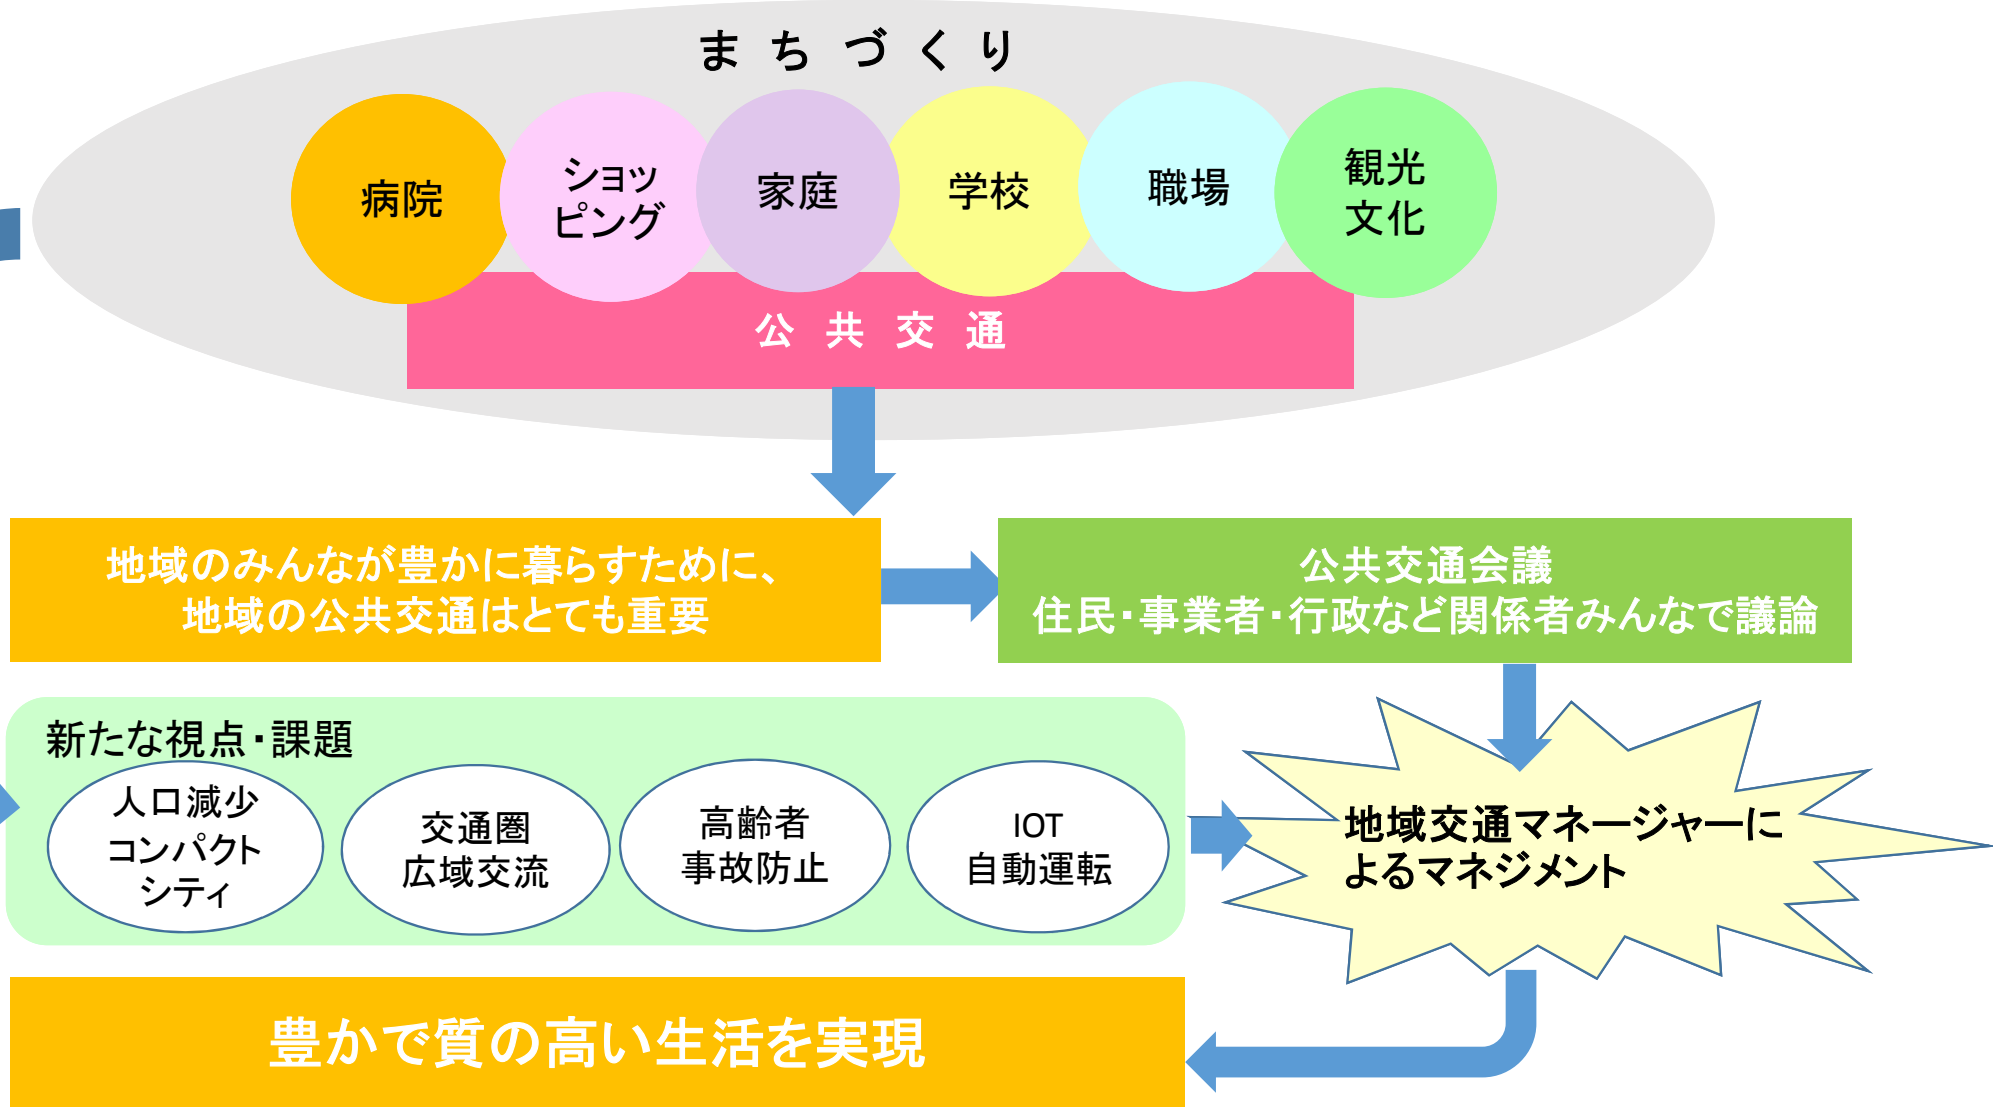 まちづくり
病院
ショッ
ピング
家庭
学校
職場
観光
文化
公共交通
地域のみんなが豊かに暮らすために、
地域の公共交通はとても重要
公共交通会議
住民・事業者・行政など関係者みんなで議論
新たな視点・課題
人口減少
コンパクト
シティ
交通圏
広域交流
高齢者
事故防止
IOT
自動運転
地域交通マネージャーに
よるマネジメント
豊かで質の高い生活を実現